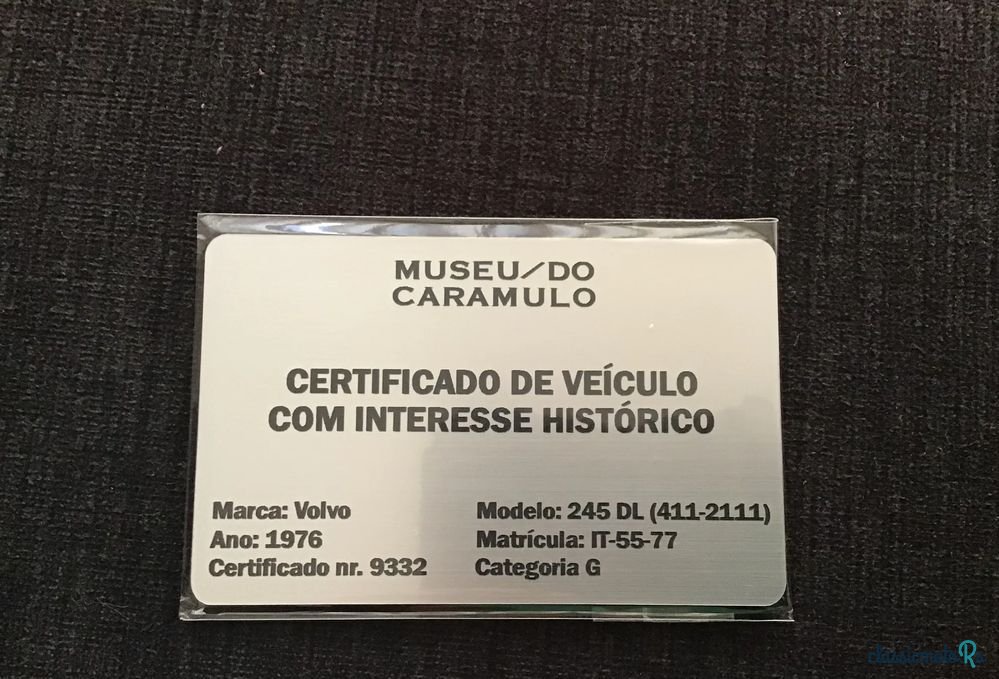 MUSEU/DO
CARAMULO
CERTIFICADO DE VEÍCULO
COM INTERESSE HISTÓRICO
Marca: Volvo
Modelo: 245 DL (411-2111)
Ano: 1976
Matrícula: IT-55-77
Certificado nr. 9332
Categoria G